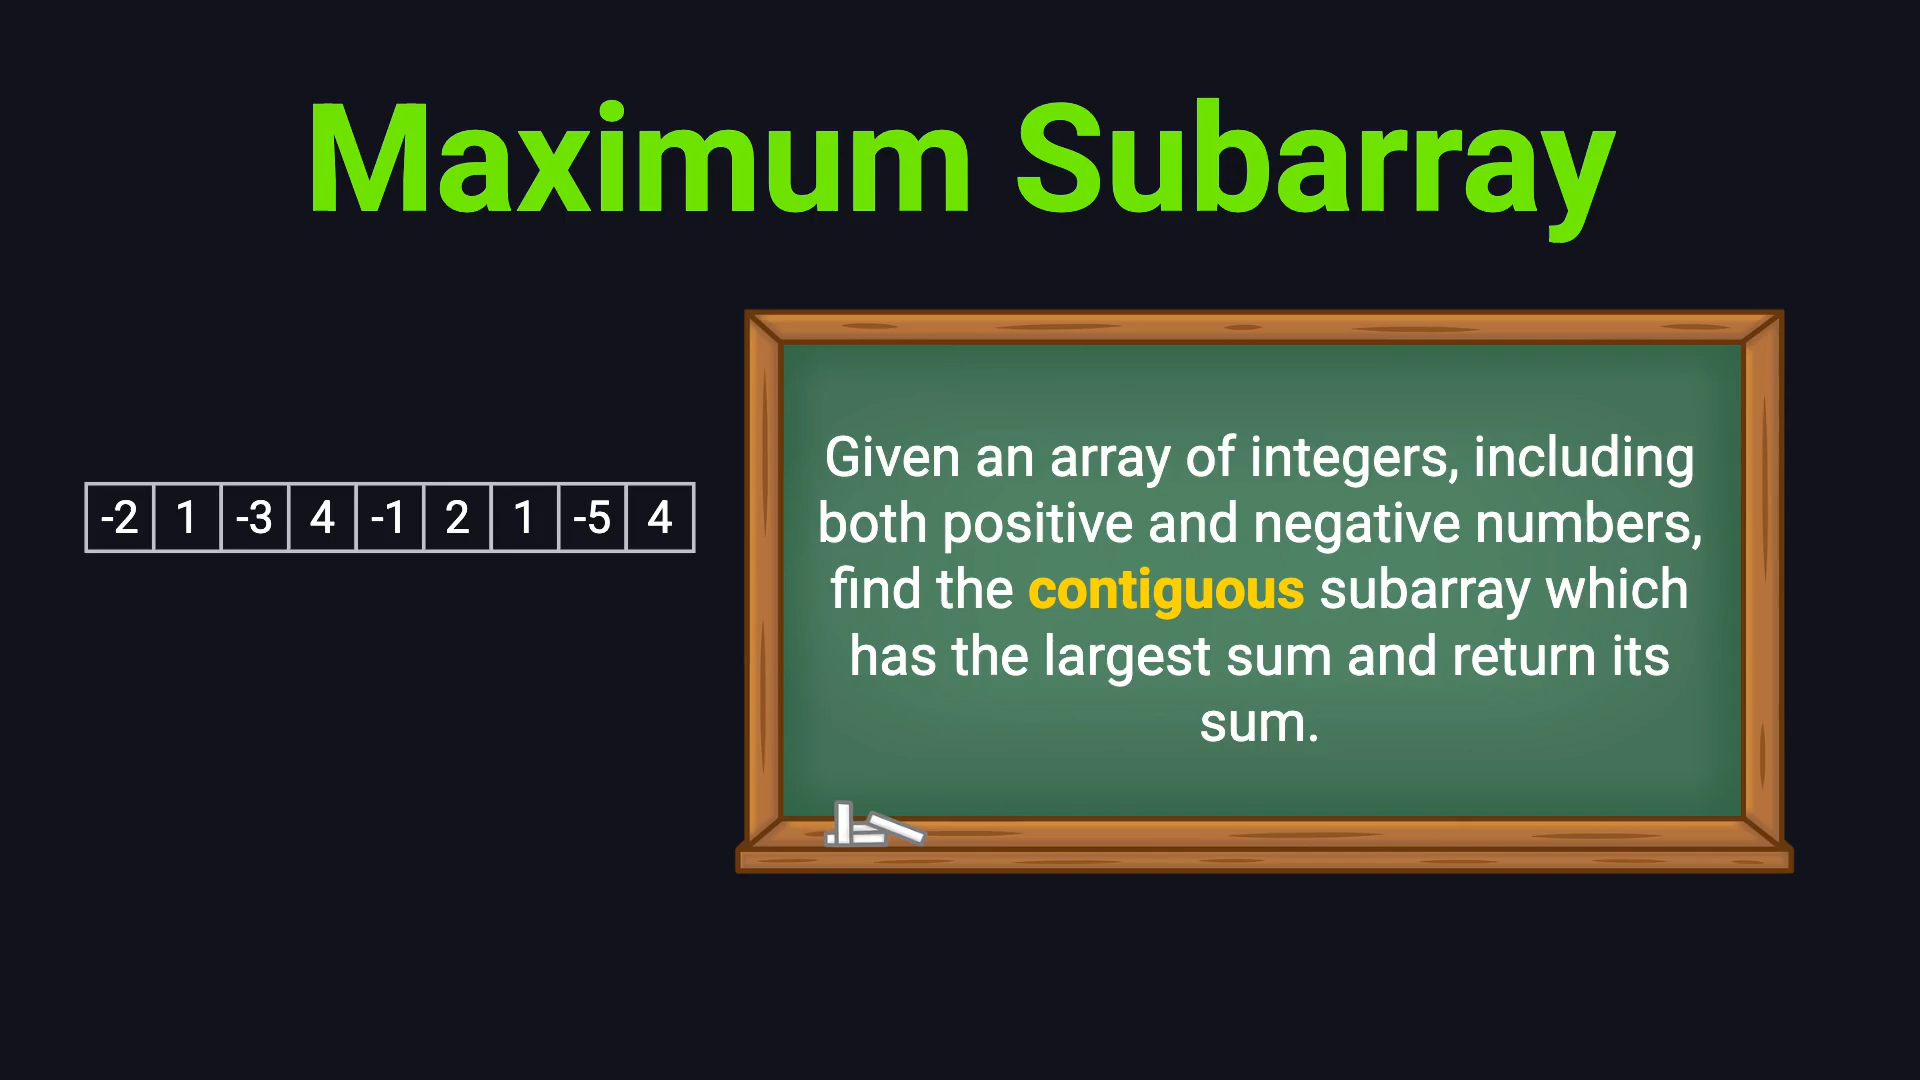 Maximum Subarray
-2 1 -3 4 -1 2 1 -5 4
Given an array of integers, including
both positive and negative numbers,
find the contiguous subarray which
has the largest sum and return its
sum.